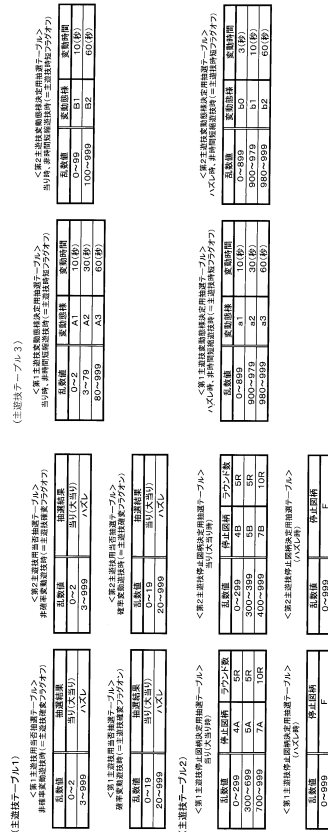 (主遊技テーブル1)
<第1主遊技用当否抽選テーブル>
非確率変動遊技時(=主遊技確変フラグオフ)
乱数値 抽選結果
0~2 当り(大当り)
3~999 ハズレ
<第2主遊技用当否抽選テーブル>
非確率変動遊技時(=主遊技確変フラグオフ)
乱数値 抽選結果
0~2 当り(大当り)
3~999 ハズレ
<第1主遊技用当否抽選テーブル>
確率変動遊技時(=主遊技確変フラグオン)
乱数値 抽選結果
0~19 当り(大当り)
20~999 ハズレ
<第2主遊技用当否抽選テーブル>
確率変動遊技時(=主遊技確変フラグオン)
乱数値 抽選結果
0~19 当り(大当り)
20~999 ハズレ
(主遊技テーブル2)
<第1主遊技停止図柄決定用抽選テーブル>
当り(大当り時)
乱数値 停止図柄 ラウンド数
0~299 4A 5R
300~699 5A 5R
700~999 7A 10R
<第2主遊技停止図柄決定用抽選テーブル>
当り(大当り時)
乱数値 停止図柄 ラウンド数
0~299 4B 5R
300~399 5B 5R
400~999 7B 10R
<第1主遊技停止図柄決定用抽選テーブル>
(ハズレ時)
乱数値 停止図柄
0~999 F
<第2主遊技停止図柄決定用抽選テーブル>
(ハズレ時)
乱数値 停止図柄
0~999 F
(主遊技テーブル3)
<第1主遊技変動態様決定用抽選テーブル>
当り時、非時間短縮遊技時(=主遊技時短フラグオフ)
乱数値 変動態様 変動時間
0~2 A1 10(秒)
3~79 A2 30(秒)
80~999 A3 60(秒)
<第2主遊技変動態様決定用抽選テーブル>
当り時、非時間短縮遊技時(=主遊技時短フラグオフ)
乱数値 変動態様 変動時間
0~99 B1 10(秒)
100~999 B2 60(秒)
<第1主遊技変動態様決定用抽選テーブル>
ハズレ時、非時間短縮遊技時(=主遊技時短フラグオフ)
乱数値 変動態様 変動時間
0~899 a1 10(秒)
900~979 a2 30(秒)
980~999 a3 60(秒)
<第2主遊技変動態様決定用抽選テーブル>
ハズレ時、非時間短縮遊技時(=主遊技時短フラグオフ)
乱数値 変動態様 変動時間
0~899 b0 3(秒)
900~979 b1 10(秒)
980~999 b2 60(秒)